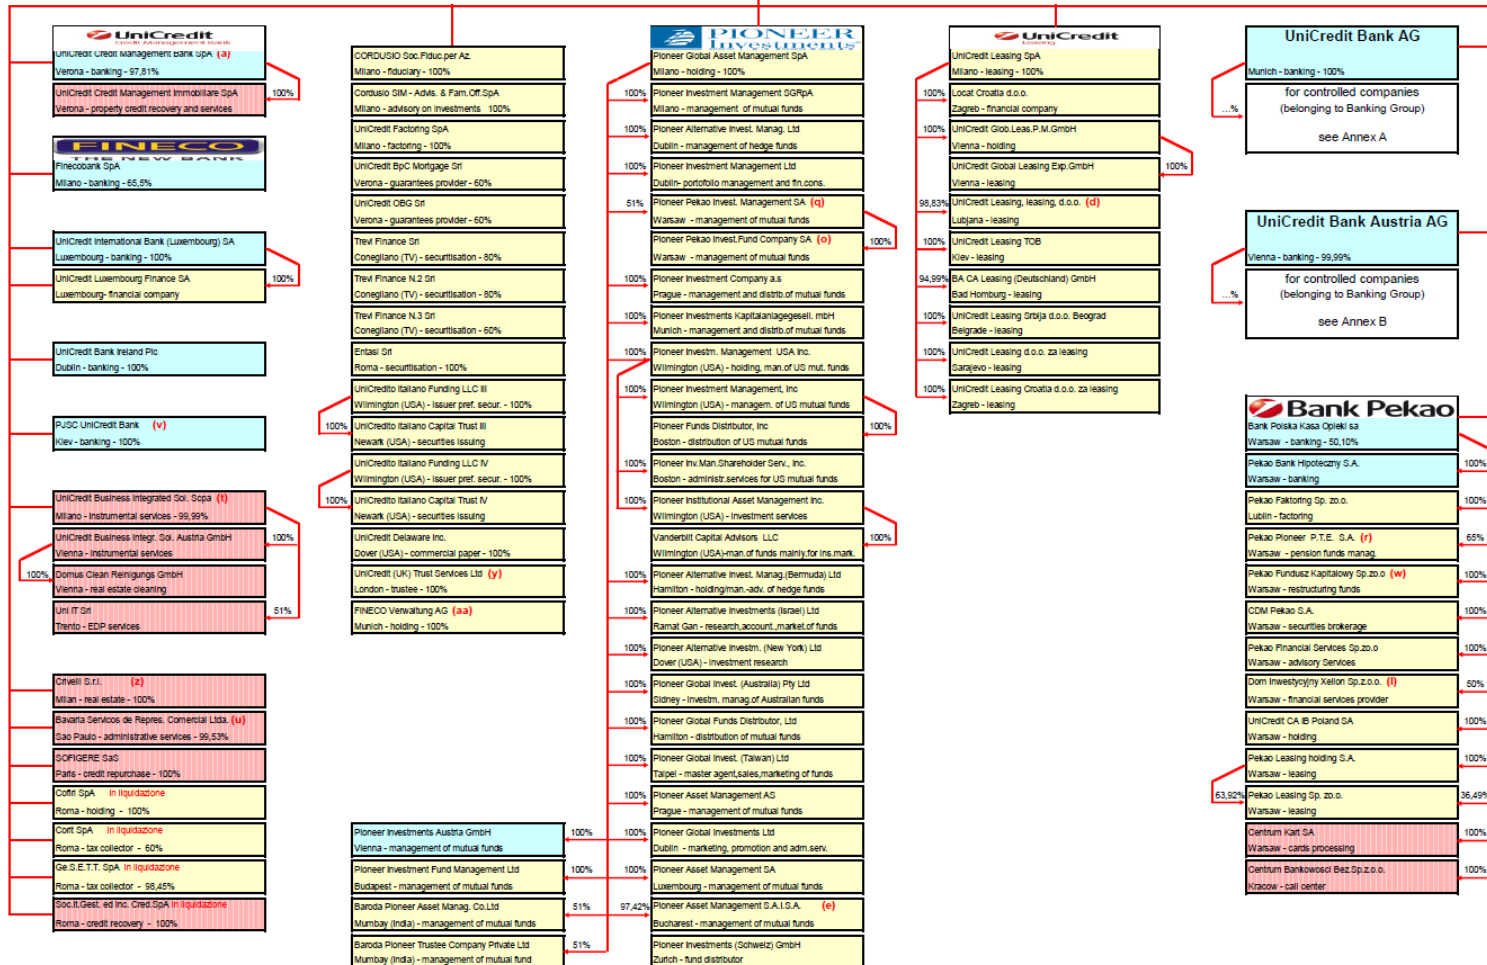 UniCredit
Credit Management Bank
UniCredit Credit Management Bank SpA (a)
Verona - banking - 97,81%
UniCredit Credit Management Immobiliare SpA
Verona - property credit recovery and services
100%
FINECO
THE NEW BANK
Finecobank SpA
Milano - banking - 65,5%
UniCredit International Bank (Luxembourg) SA
Luxembourg - banking - 100%
UniCredit Luxembourg Finance SA
Luxembourg- financial company
100%
UniCredit Bank Ireland Plc
Dublin - banking - 100%
PJSC UniCredit Bank (v)
Kiev - banking - 100%
UniCredit Business Integrated Sol. Scpa (t)
Milano - Instrumental services - 99,99%
UniCredit Business Integr. Sol. Austria GmbH
Vienna - Instrumental services
100%
100%
Domus Clean Reinigungs GmbH
Vienna - real estate cleaning
Uni IT Srl
Trento - EDP services
51%
Crivelli S.r.l. (z)
Milan - real estate - 100%
Bavaria Servicos de Repres. Comercial Ltda. (u)
Sao Paulo - administrative services - 99,53%
SOFIGERE SaS
Paris - credit repurchase - 100%
Cofiri SpA In liquidazione
Roma - holding - 100%
Corit SpA In liquidazione
Roma - tax collector - 60%
Ge.S.E.T.T. SpA In liquidazione
Roma - tax collector - 98,45%
Soc.It.Gest. ed Inc. Cred.SpA In liquidazione
Roma - credit recovery - 100%
CORDUSIO Soc.Fiduc.per Az.
Milano - fiduciary - 100%
Cordusio SIM - Advis. & Fam.Off.SpA
Milano - advisory on Investments 100%
UniCredit Factoring SpA
Milano - factoring - 100%
UniCredit BpC Mortgage Srl
Verona - guarantees provider - 60%
UniCredit OBG Srl
Verona - guarantees provider - 60%
Trevi Finance Srl
Conegliano (TV) - securitisation - 80%
Trevi Finance N.2 Srl
Conegliano (TV) - securitisation - 80%
Trevi Finance N.3 Srl
Conegliano (TV) - securitisation - 60%
Entasi Srl
Roma - securitisation - 100%
UniCredito Italiano Funding LLC III
Wilmington (USA) - Issuer pref. secur. - 100%
100%
UniCredito Italiano Capital Trust III
Newark (USA) - securities Issuing
UniCredito Italiano Funding LLC IV
Wilmington (USA) - Issuer pref. secur. - 100%
100%
UniCredito Italiano Capital Trust IV
Newark (USA) - securities Issuing
UniCredit Delaware Inc.
Dover (USA) - commercial paper - 100%
UniCredit (UK) Trust Services Ltd (y)
London - trustee - 100%
FINECO Verwaltung AG (aa)
Munich - holding - 100%
Pioneer Investments Austria GmbH
Vienna - management of mutual funds
100%
Pioneer Investment Fund Management Ltd
Budapest - management of mutual funds
100%
Baroda Pioneer Asset Manag. Co.Ltd
Mumbay (India) - management of mutual funds
51%
Baroda Pioneer Trustee Company Private Ltd
Mumbay (India) - management of mutual fund
51%
PIONEER
Investments
Pioneer Global Asset Management SpA
Milano - holding - 100%
100%
Pioneer Investment Management SGRpA
Milano - management of mutual funds
100%
Pioneer Alternative Invest. Manag. Ltd
Dublin - management of hedge funds
100%
Pioneer Investment Management Ltd
Dublin- portofolio management and fin.cons.
51%
Pioneer Pekao Invest. Management SA (q)
Warsaw - management of mutual funds
Pioneer Pekao Invest.Fund Company SA (o)
Warsaw - management of mutual funds
100%
100%
Pioneer Investment Company a.s
Prague - management and distrib.of mutual funds
100%
Pioneer Investments Kapitalanlagegesell. mbH
Munich - management and distrib.of mutual funds
100%
Pioneer Investm. Management USA Inc.
Wilmington (USA) - holding, man.of US mut. funds
100%
Pioneer Investment Management, Inc
Wilmington (USA) - managem. of US mutual funds
Pioneer Funds Distributor, Inc
Boston - distribution of US mutual funds
100%
100%
Pioneer Inv.Man.Shareholder Serv., Inc.
Boston - administr.services for US mutual funds
100%
Pioneer Institutional Asset Management Inc.
Wilmington (USA) - Investment services
Vanderbilt Capital Advisors LLC
Wilmington (USA)-man.of funds mainly.for ins.mark.
100%
100%
Pioneer Alternative Invest. Manag.(Bermuda) Ltd
Hamilton - holding/man.-adv. of hedge funds
100%
Pioneer Alternative Investments (Israel) Ltd
Ramat Gan - research,account.,market.of funds
100%
Pioneer Alternative Investm. (New York) Ltd
Dover (USA) - Investment research
100%
Pioneer Global Invest. (Australia) Pty Ltd
Sidney - Investm. manag.of Australian funds
100%
Pioneer Global Funds Distributor, Ltd
Hamilton - distribution of mutual funds
100%
Pioneer Global Invest. (Taiwan) Ltd
Taipei - master agent,sales,marketing of funds
100%
Pioneer Asset Management AS
Prague - management of mutual funds
100%
Pioneer Global Investments Ltd
Dublin - marketing, promotion and adm.serv.
100%
Pioneer Asset Management SA
Luxembourg - management of mutual funds
97,42%
Pioneer Asset Management S.A.I.S.A. (e)
Bucharest - management of mutual funds
Pioneer Investments (Schweiz) GmbH
Zurich - fund distributor
UniCredit
Leasing
UniCredit Leasing SpA
Milano - leasing - 100%
100%
Locat Croatia d.o.o.
Zagreb - financial company
100%
UniCredit Glob.Leas.P.M.GmbH
Vienna - holding
UniCredit Global Leasing Exp.GmbH
Vienna - leasing
100%
98,83%
UniCredit Leasing, leasing, d.o.o. (d)
Lubjana - leasing
100%
UniCredit Leasing TOB
Kiev - leasing
94,99%
BA CA Leasing (Deutschland) GmbH
Bad Homburg - leasing
100%
UniCredit Leasing Srbija d.o.o. Beograd
Belgrade - leasing
100%
UniCredit Leasing d.o.o. za leasing
Sarajevo - leasing
100%
UniCredit Leasing Croatia d.o.o. za leasing
Zagreb - leasing
UniCredit Bank AG
Munich - banking - 100%
...%
for controlled companies
(belonging to Banking Group)
see Annex A
UniCredit Bank Austria AG
Vienna - banking - 99,99%
...%
for controlled companies
(belonging to Banking Group)
see Annex B
Bank Pekao
Bank Polska Kasa Opieki sa
Warsaw - banking - 50,10%
Pekao Bank Hipoteczny S.A.
Warsaw - banking
100%
Pekao Faktoring Sp. zo.o.
Lublin - factoring
100%
Pekao Pioneer P.T.E. S.A. (r)
Warsaw - pension funds manag.
65%
Pekao Fundusz Kapitalowy Sp.zo.o (w)
Warsaw - restructuring funds
100%
CDM Pekao S.A.
Warsaw - securities brokerage
100%
Pekao Financial Services Sp.zo.o
Warsaw - advisory Services
100%
Dom Inwestycyjny Xelion Sp.z.o.o. (l)
Warsaw - financial services provider
50%
UniCredit CA IB Poland SA
Warsaw - holding
100%
Pekao Leasing holding S.A.
Warsaw - leasing
100%
63,92%
Pekao Leasing Sp. zo.o.
Warsaw - leasing
36,49%
Centrum Kart SA
Warsaw - cards processing
100%
Centrum Bankowosci Bez.Sp.z.o.o.
Kracow - call center
100%